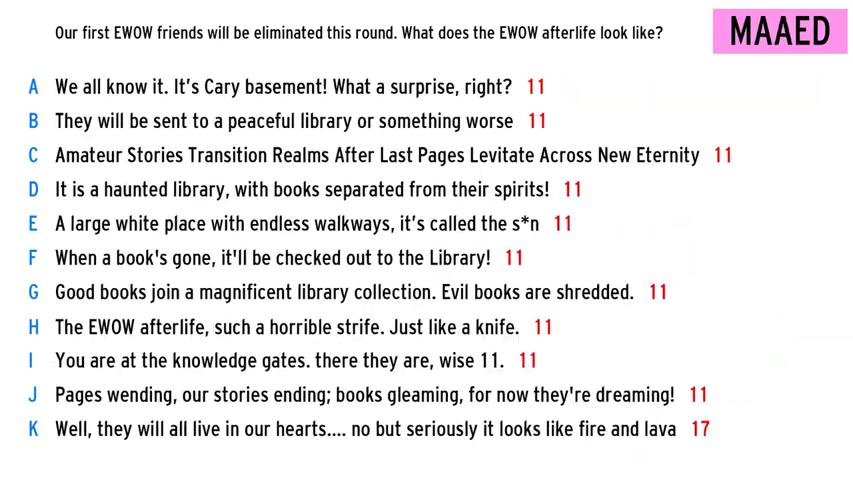 Our first EWOW friends will be eliminated this round. What does the EWOW afterlife look like?
MAAED
A We all know it. It’s Cary basement! What a surprise, right? 11
B They will be sent to a peaceful library or something worse 11
C Amateur Stories Transition Realms After Last Pages Levitate Across New Eternity 11
D It is a haunted library, with books separated from their spirits! 11
E A large white place with endless walkways, it’s called the s*n 11
F When a book's gone, it'll be checked out to the Library! 11
G Good books join a magnificent library collection. Evil books are shredded. 11
H The EWOW afterlife, such a horrible strife. Just like a knife. 11
I You are at the knowledge gates. there they are, wise 11. 11
J Pages wending, our stories ending; books gleaming, for now they're dreaming! 11
K Well, they will all live in our hearts.... no but seriously it looks like fire and lava 17